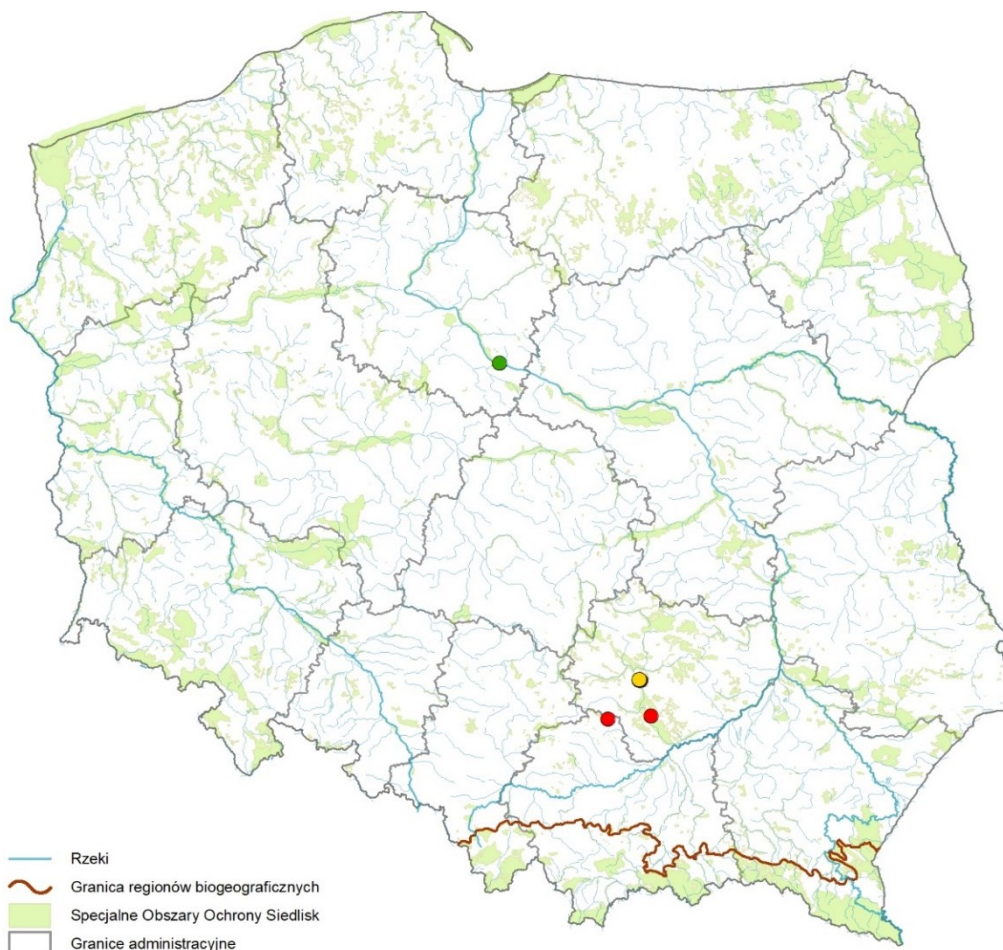 Rzeki
Granica regionów biogeograficznych
Specjalne Obszary Ochrony Siedlisk
Granice administracyjne